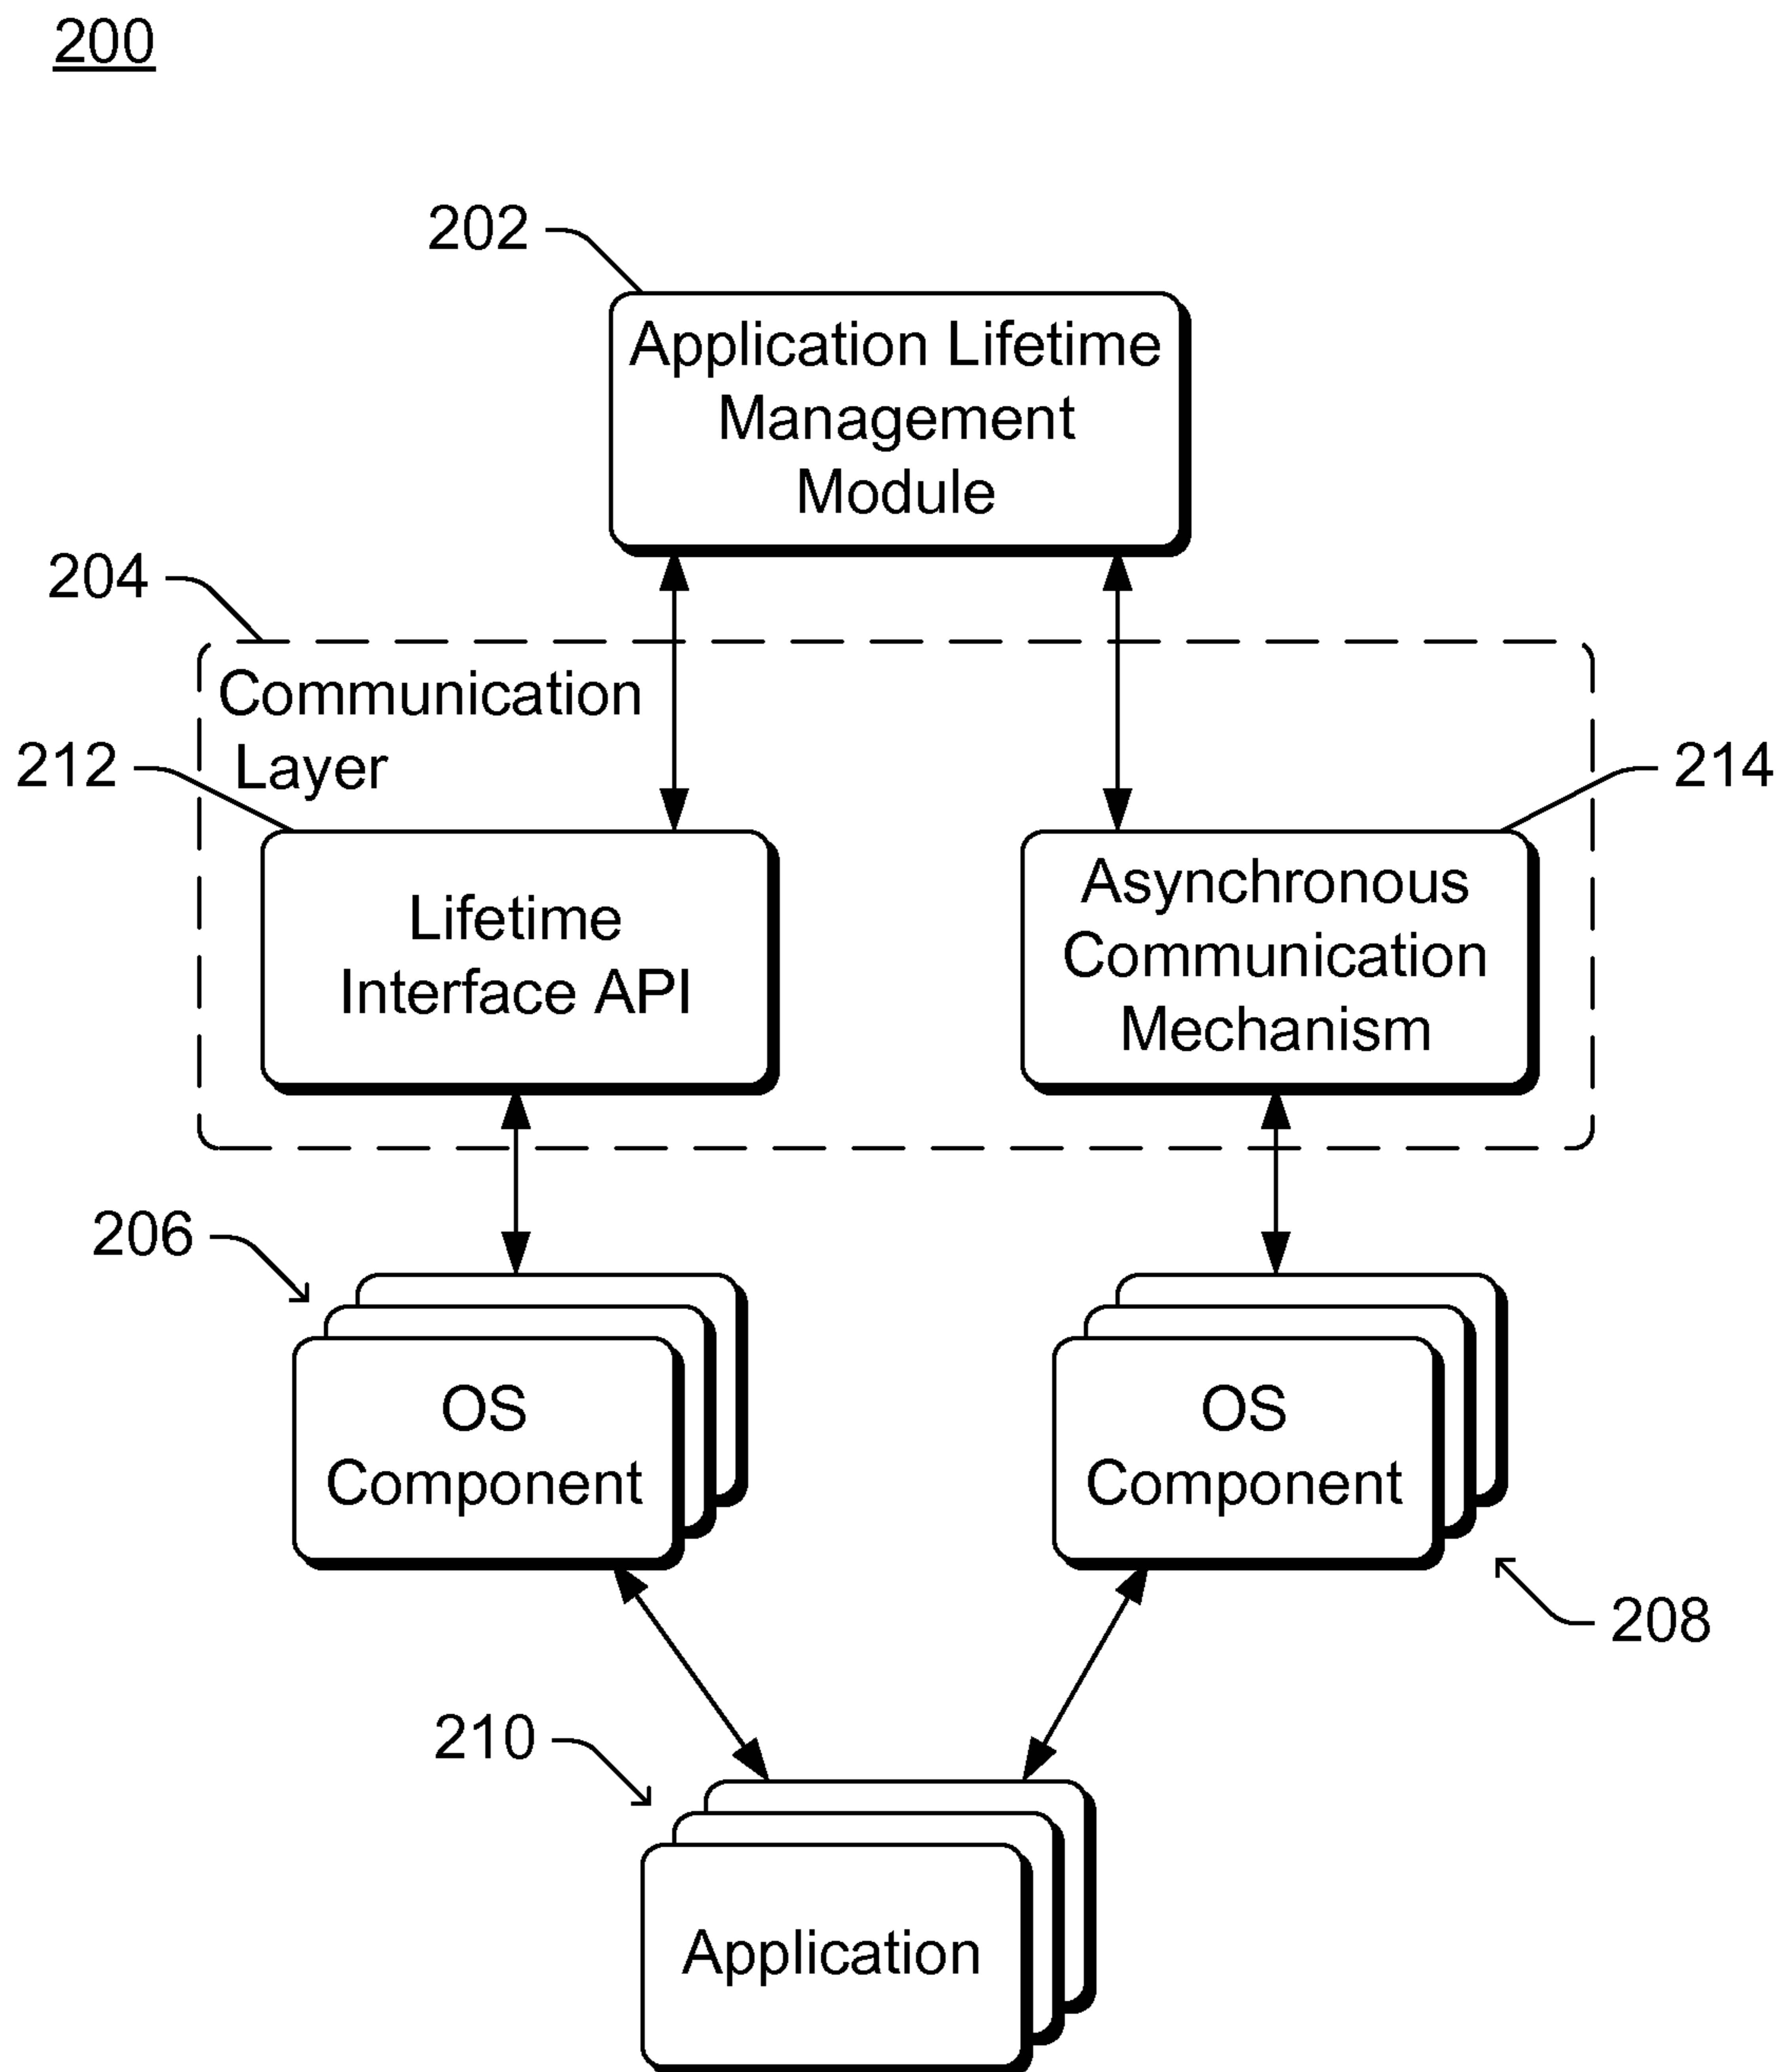 200
202
Application Lifetime
Management
Module
204
Communication
Layer
212
214
Lifetime
Interface API
Asynchronous
Communication
Mechanism
206
OS
Component
OS
Component
208
210
Application